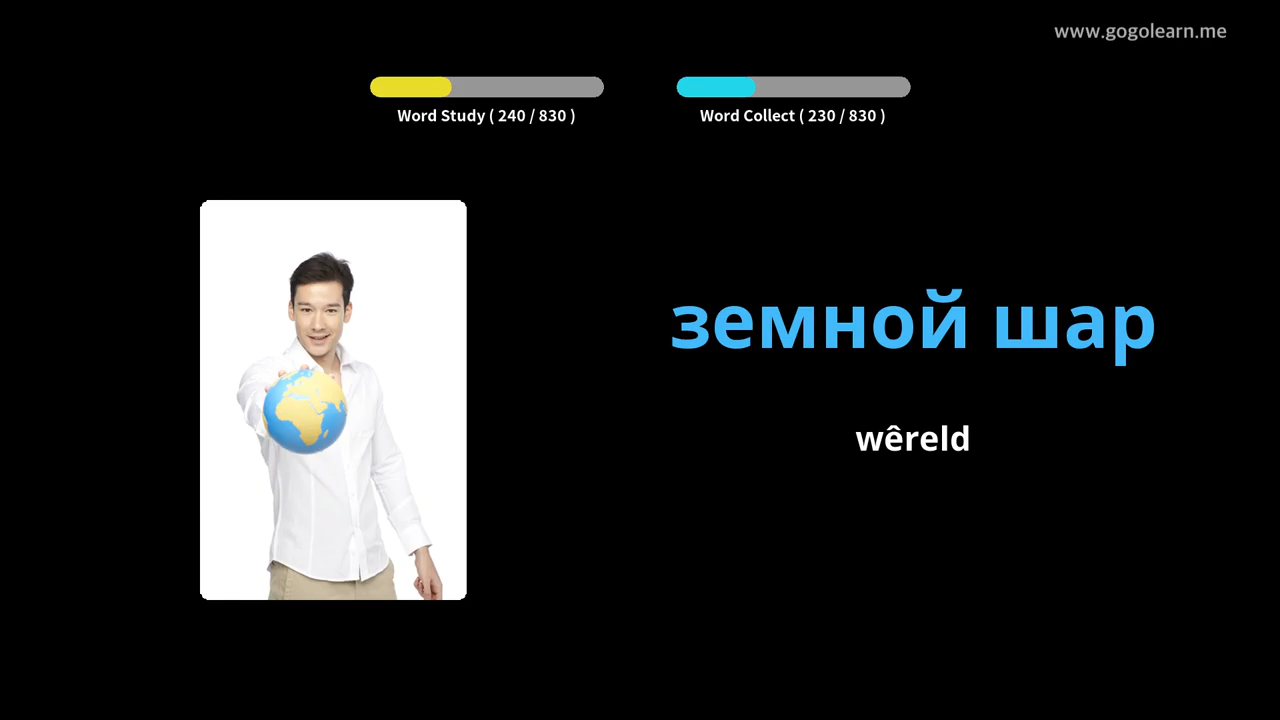 www.gogolearn.me
Word Study ( 240 / 830 )
Word Collect ( 230 / 830 )
земной шар
wêreld